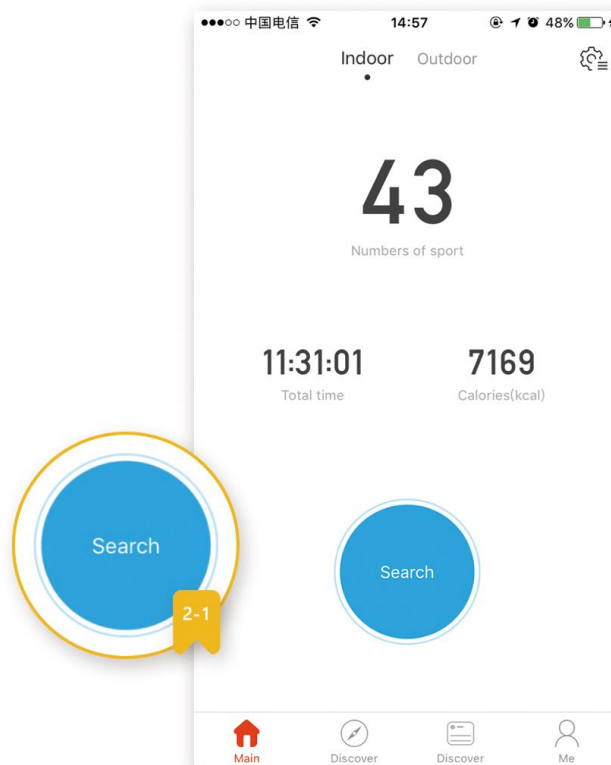 中国电信 14:57 48%
Indoor Outdoor
43
Numbers of sport
11:31:01 7169
Total time Calories(kcal)
Search
2-1
Search
Main Discover Discover Me